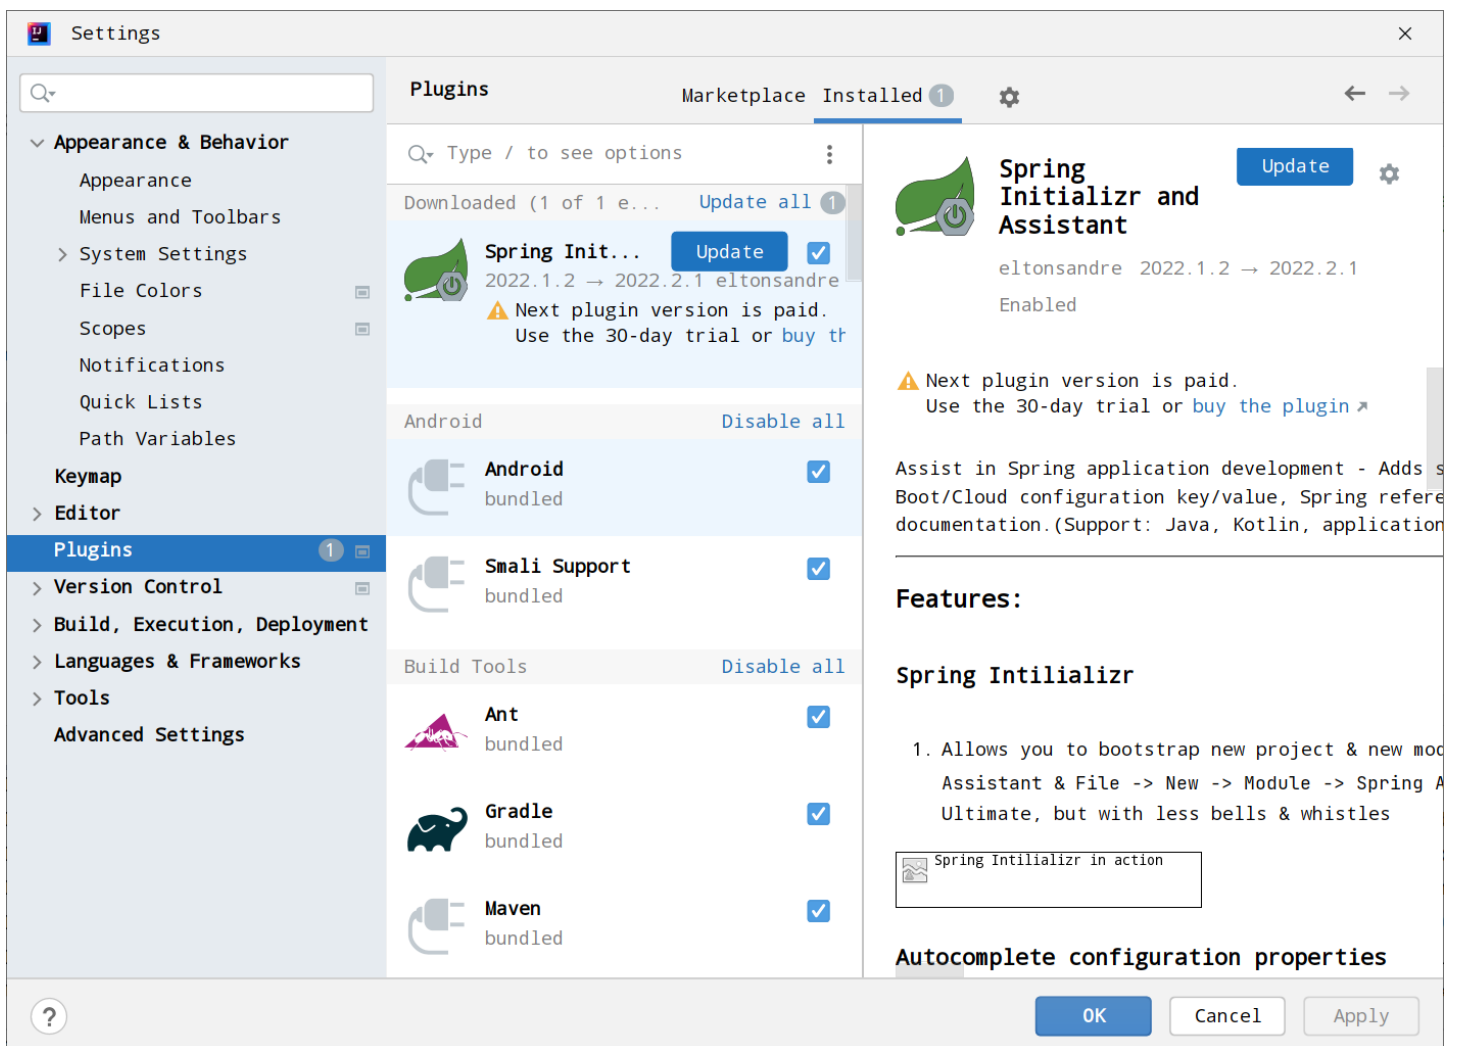 Settings
Appearance & Behavior
Appearance
Menus and Toolbars
System Settings
File Colors
Scopes
Notifications
Quick Lists
Path Variables
Keymap
Editor
Plugins 1
Version Control
Build, Execution, Deployment
Languages & Frameworks
Tools
Advanced Settings
Plugins
Marketplace Installed 1
Type / to see options
Downloaded (1 of 1 e... Update all 1
Spring Init... Update
2022.1.2 → 2022.2.1 eltonsandre
Next plugin version is paid.
Use the 30-day trial or buy th
Android Disable all
Android
bundled
Smali Support
bundled
Build Tools Disable all
Ant
bundled
Gradle
bundled
Maven
bundled
Spring
Initializr and
Assistant
Update
eltonsandre 2022.1.2 → 2022.2.1
Enabled
Next plugin version is paid.
Use the 30-day trial or buy the plugin ↗
Assist in Spring application development - Adds s
Boot/Cloud configuration key/value, Spring refere
documentation.(Support: Java, Kotlin, application
Features:
Spring Intilializr
1. Allows you to bootstrap new project & new mod
Assistant & File -> New -> Module -> Spring A
Ultimate, but with less bells & whistles
Spring Intilializr in action
Autocomplete configuration properties
?
OK Cancel Apply